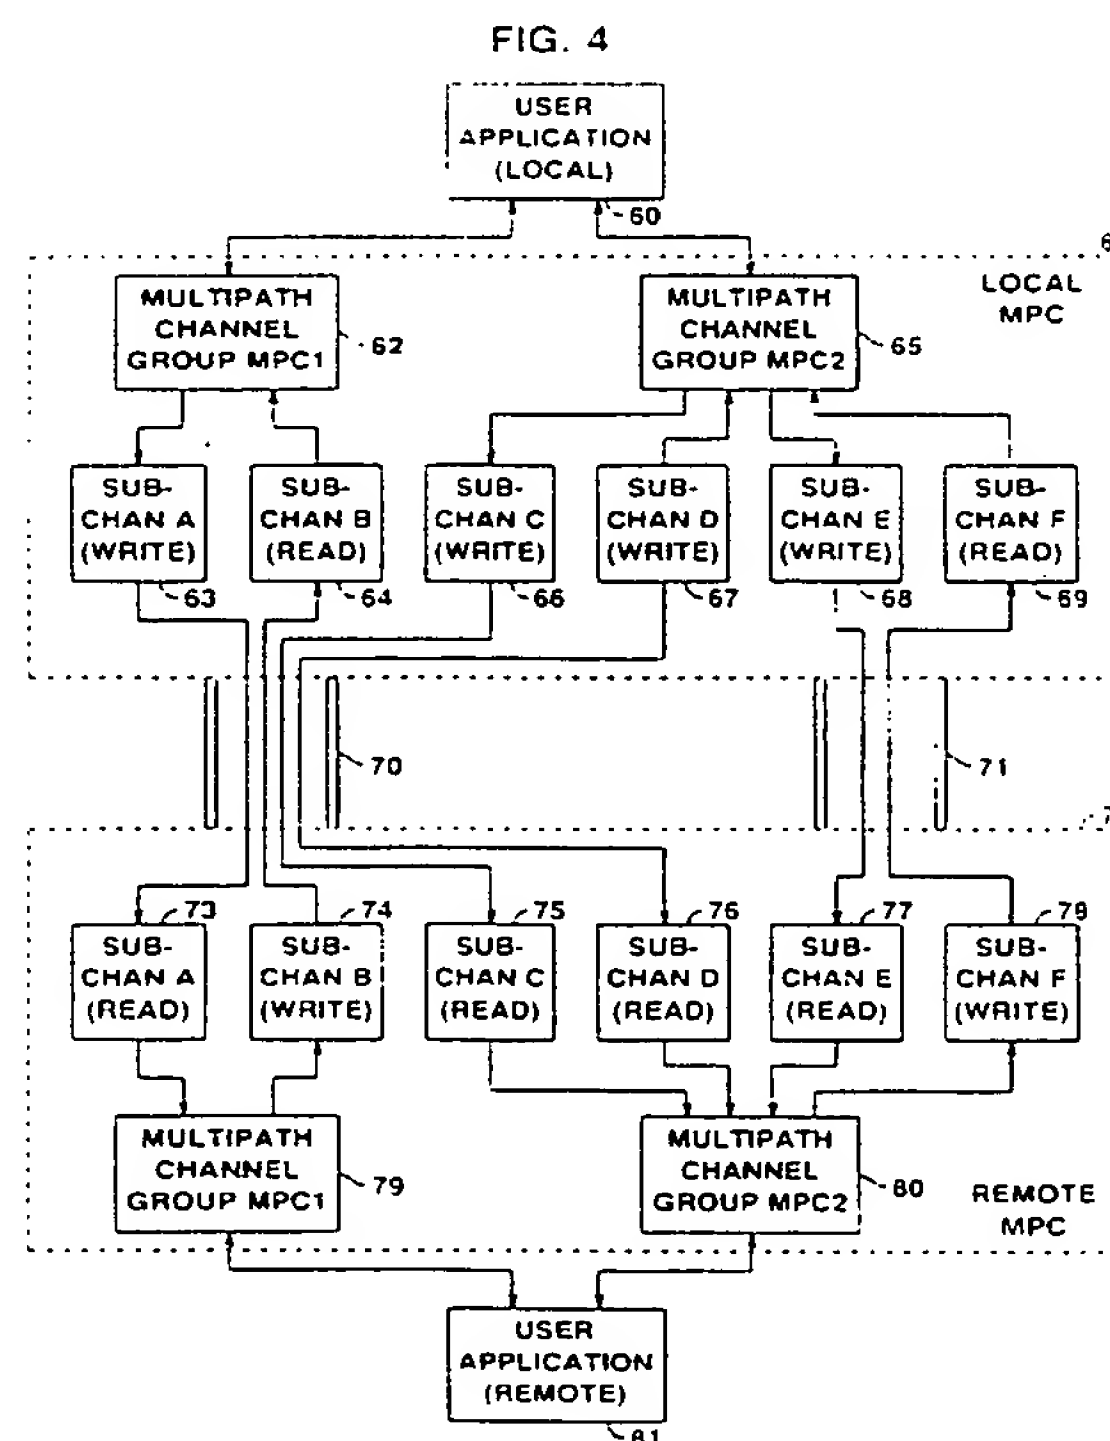 FIG. 4
USER
APPLICATION
(LOCAL)
60
6
LOCAL
MPC
MULTIPATH
CHANNEL
GROUP MPC1
62
MULTIPATH
CHANNEL
GROUP MPC2
65
SUB-
CHAN A
(WRITE)
63
SUB-
CHAN B
(READ)
64
SUB-
CHAN C
(WRITE)
66
SUB-
CHAN D
(WRITE)
67
SUB-
CHAN E
(WRITE)
68
SUB-
CHAN F
(READ)
69
70
71
7
73
SUB-
CHAN A
(READ)
74
SUB-
CHAN B
(WRITE)
75
SUB-
CHAN C
(READ)
76
SUB-
CHAN D
(READ)
77
SUB-
CHAN E
(READ)
78
SUB-
CHAN F
(WRITE)
MULTIPATH
CHANNEL
GROUP MPC1
79
MULTIPATH
CHANNEL
GROUP MPC2
80
REMOTE
MPC
USER
APPLICATION
(REMOTE)
81